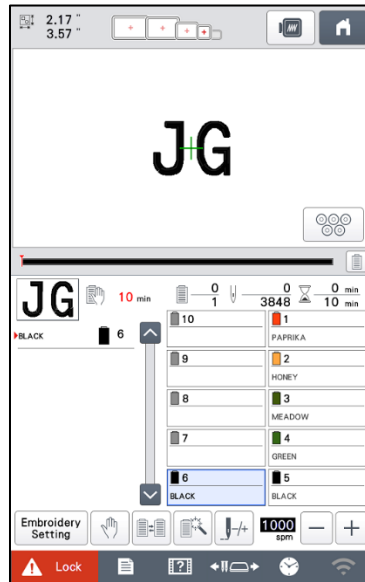 2.17 "
3.57 "
JG
JG
10 min
0
1
0
3848
0 min
10 min
BLACK 6
10
1
PAPRIKA
9
2
HONEY
8
3
MEADOW
7
4
GREEN
6
BLACK
5
BLACK
Embroidery
Setting
-/+
1000
spm
− +
Lock
?